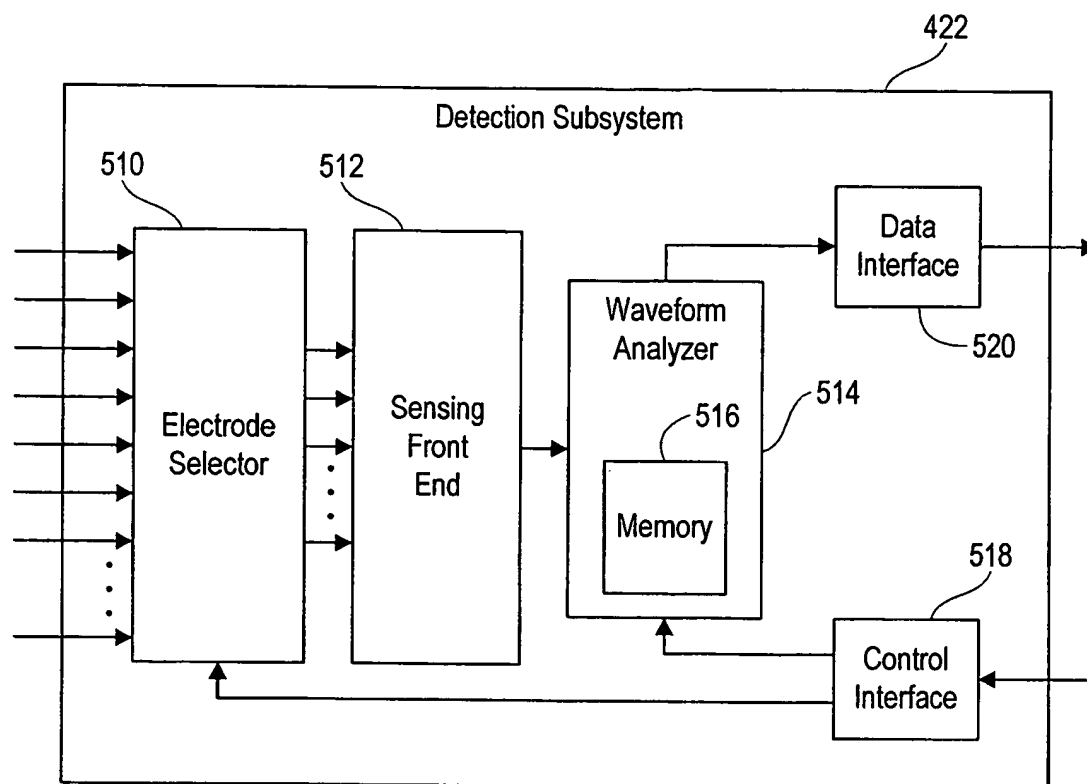 422
Detection Subsystem
510
512
Data
Interface
520
Waveform
Analyzer
514
516
Memory
Electrode
Selector
Sensing
Front
End
518
Control
Interface